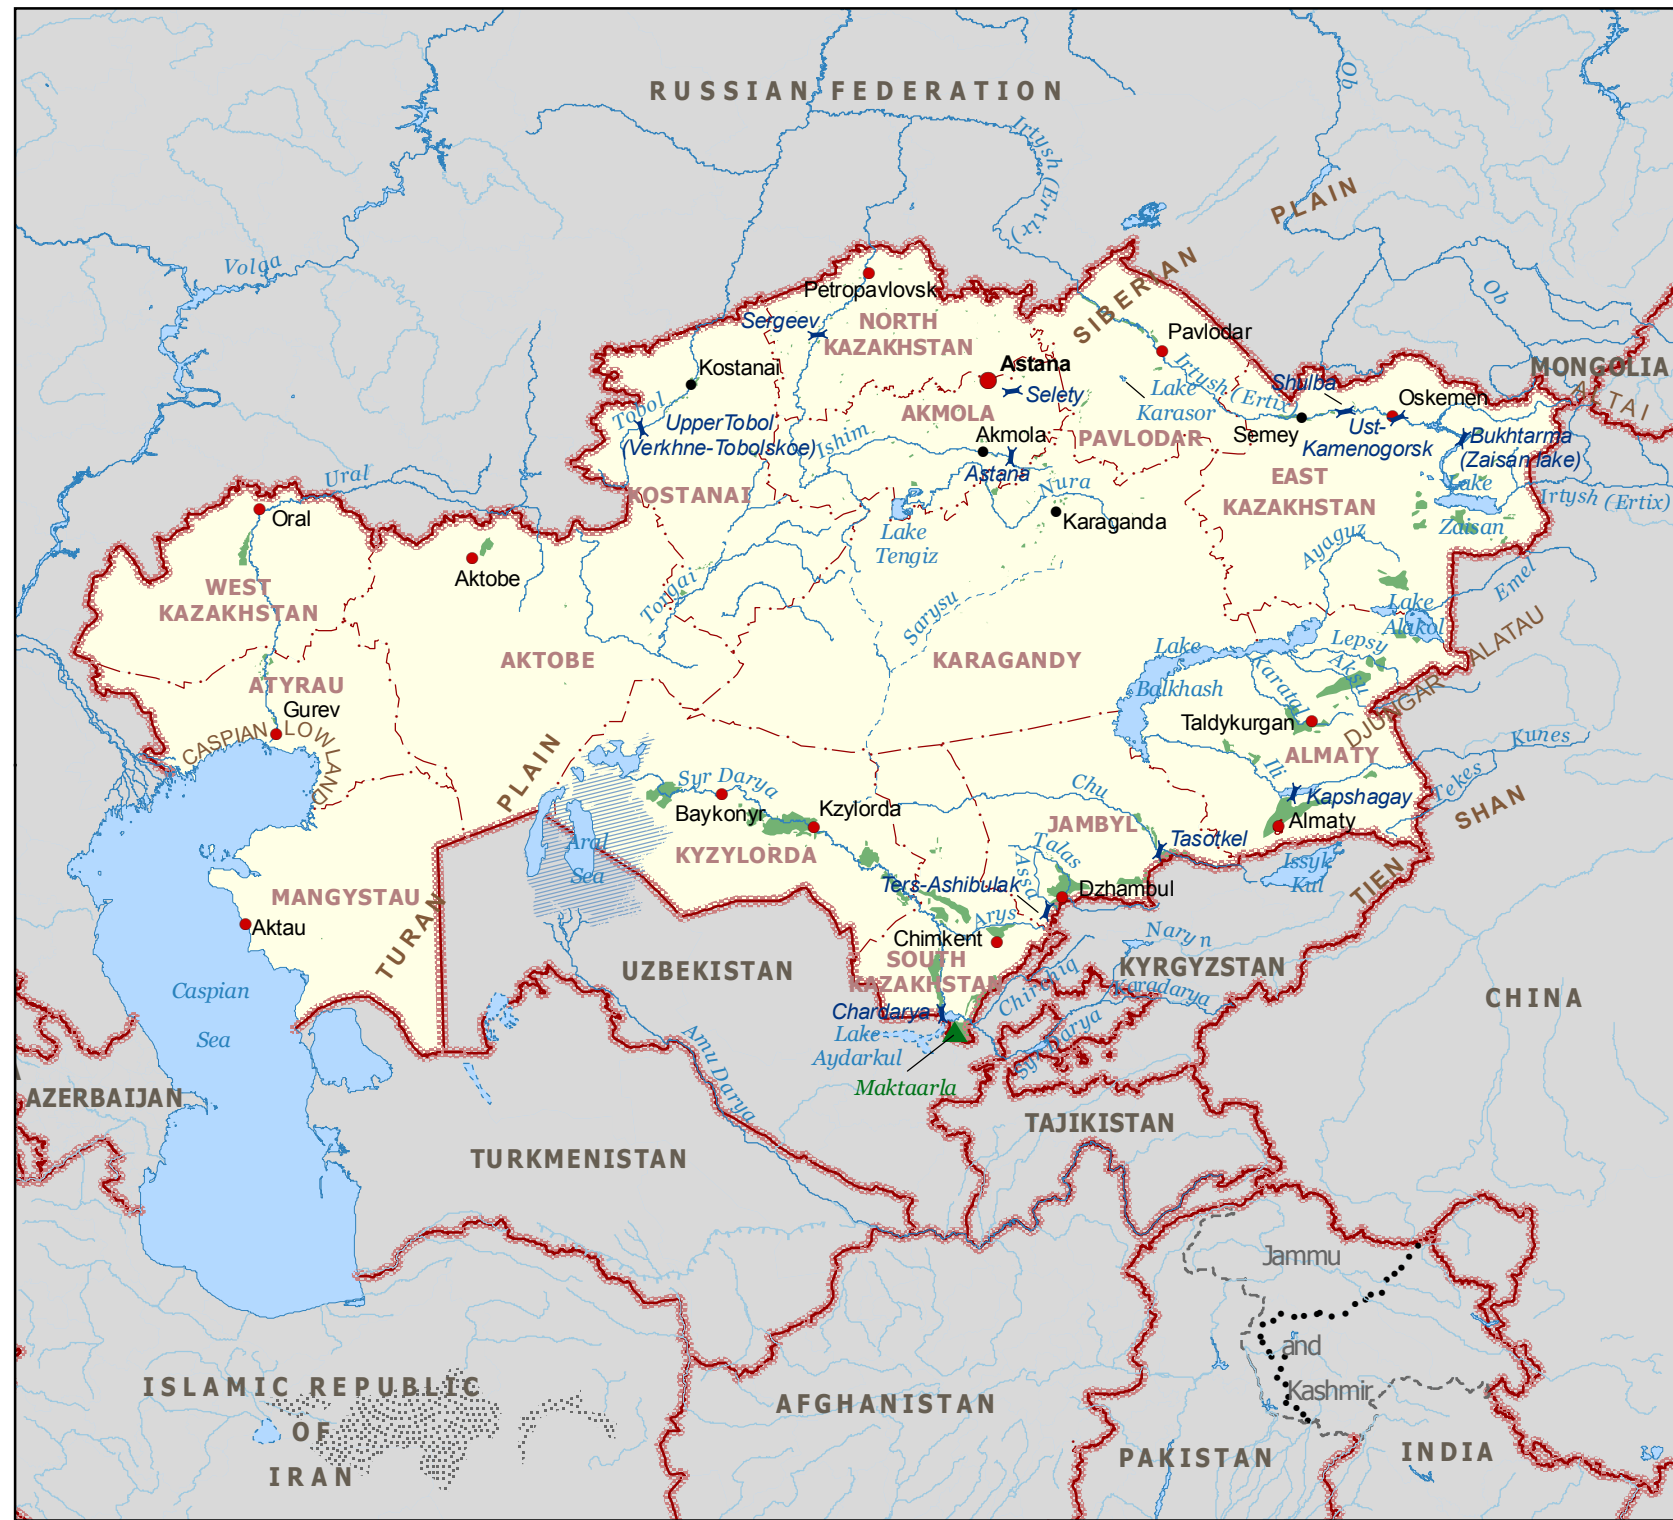 RUSSIAN FEDERATION
Irtysh (Ertix)
Ob
PLAIN
SIBERIAN
Volga
Ob
Petropavlovsk
Sergeev
NORTH
KAZAKHSTAN
Pavlodar
MONGOLIA
ALTAI
Kostanai
Astana
Selety
Lake
Karasor
Irtysh (Ertix)
Shulba
Oskemen
Tobol
Upper Tobol
(Verkhne-Tobolskoe)
AKMOLA
Ishim
Akmola
PAVLODAR
Semey
Ust-
Kamenogorsk
Bukhtarma
(Zaisan lake)
Astana
Ural
KOSTANAI
Nura
EAST
KAZAKHSTAN
Lake
Zaisan
Irtysh (Ertix)
Oral
Karaganda
Lake
Tengiz
Ayaguz
Aktobe
WEST
KAZAKHSTAN
Torgai
Sarysu
Emel
Lake
Alakol
AKTOBE
KARAGANDY
Lake
Balkhash
Lepsy
Aksu
Karatal
DJUNGAR ALATAU
ATYRAU
Gurev
CASPIAN LOWLAND
Taldykurgan
ALMATY
Kunes
PLAIN
Syr Darya
Baykonyr
Kzylorda
Chu
Ili
Kapshagay
Tekes
SHAN
Almaty
Aral
Sea
KYZYLORDA
JAMBYL
Tasotkel
Talas
Assa
Issyk
Kul
TIEN
MANGYSTAU
TURAN
Ters-Ashibulak
Dzhambul
Aktau
Arys
Chimkent
SOUTH
KAZAKHSTAN
Naryn
UZBEKISTAN
KYRGYZSTAN
Karadarya
Chirchiq
CHINA
Caspian
Sea
Chardarya
Lake
Aydarkul
Syr Darya
Amu Darya
Maktaarla
AZERBAIJAN
TAJIKISTAN
TURKMENISTAN
Jammu
and
Kashmir
ISLAMIC REPUBLIC
OF
IRAN
AFGHANISTAN
PAKISTAN
INDIA